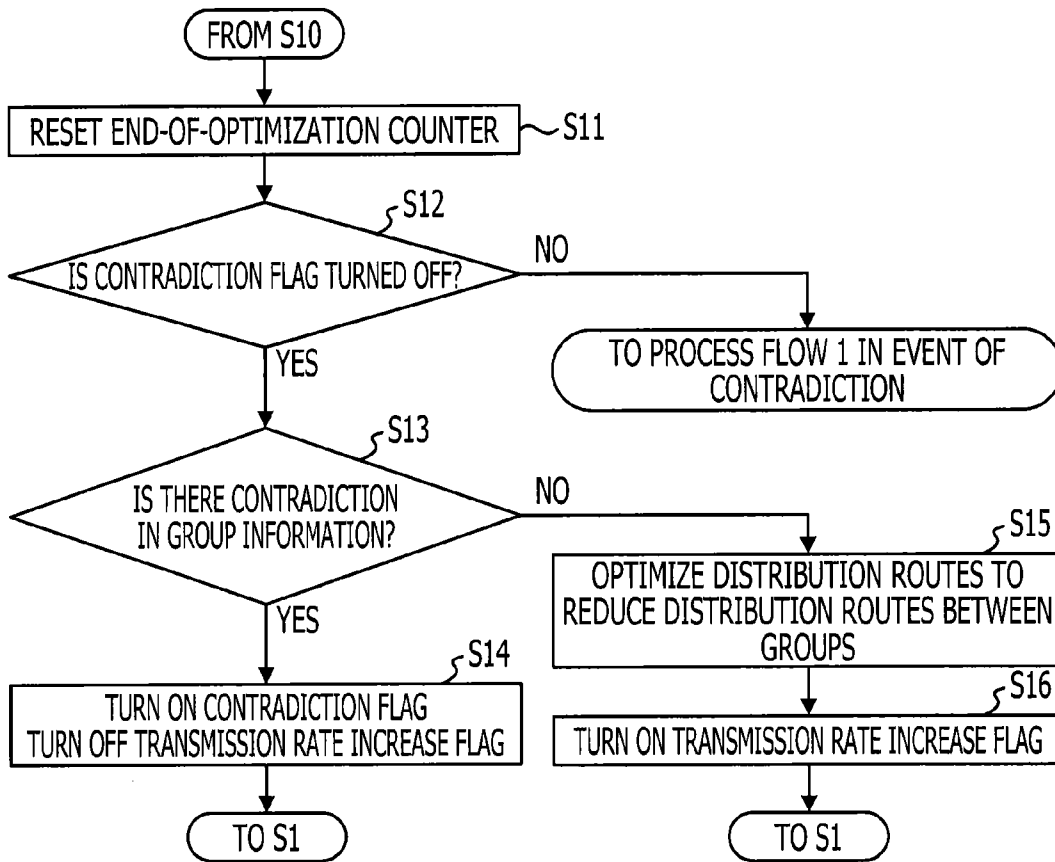 FROM S10
RESET END-OF-OPTIMIZATION COUNTER
S11
S12
IS CONTRADICTION FLAG TURNED OFF?
NO
YES
TO PROCESS FLOW 1 IN EVENT OF
CONTRADICTION
S13
IS THERE CONTRADICTION
IN GROUP INFORMATION?
NO
YES
S15
OPTIMIZE DISTRIBUTION ROUTES TO
REDUCE DISTRIBUTION ROUTES BETWEEN
GROUPS
S14
TURN ON CONTRADICTION FLAG
TURN OFF TRANSMISSION RATE INCREASE FLAG
S16
TURN ON TRANSMISSION RATE INCREASE FLAG
TO S1
TO S1